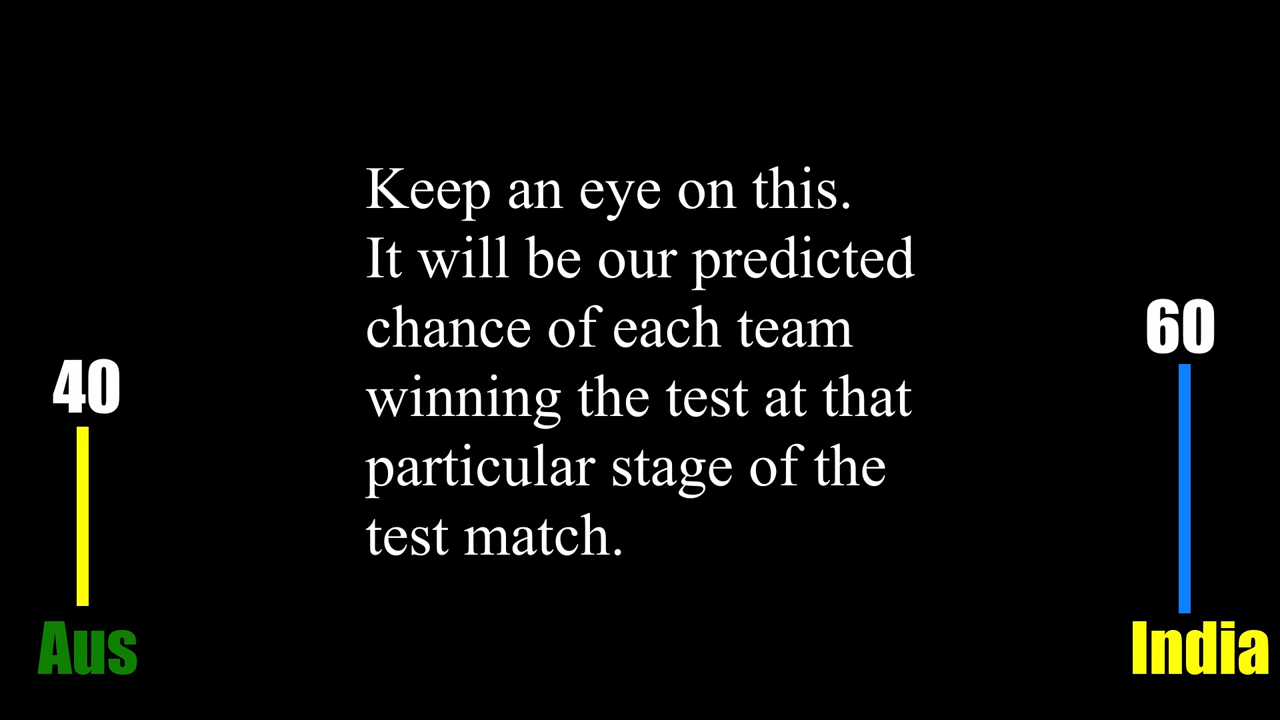 Keep an eye on this.
It will be our predicted
chance of each team
winning the test at that
particular stage of the
test match.
40
Aus
60
India